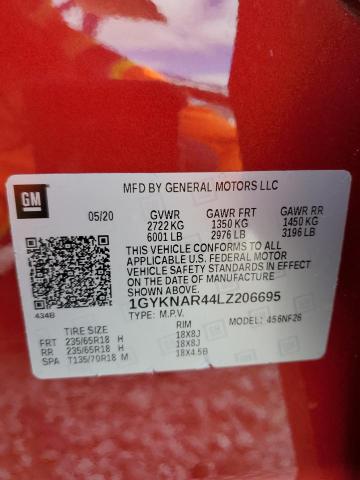 GM
MFD BY GENERAL MOTORS LLC
05/20 GVWR GAWR FRT GAWR RR
2722 KG 1350 KG 1450 KG
6001 LB 2976 LB 3196 LB
THIS VEHICLE CONFORMS TO ALL
APPLICABLE U.S. FEDERAL MOTOR
VEHICLE SAFETY STANDARDS IN EFFECT
ON THE DATE OF MANUFACTURE
SHOWN ABOVE.
1GYKNAR44LZ206695
434B
TYPE: M.P.V. MODEL: 456NF26
TIRE SIZE RIM
FRT 235/65R18 H 18X8J
RR 235/65R18 H 18X8J
SPA T135/70R18 M 18X4.5B